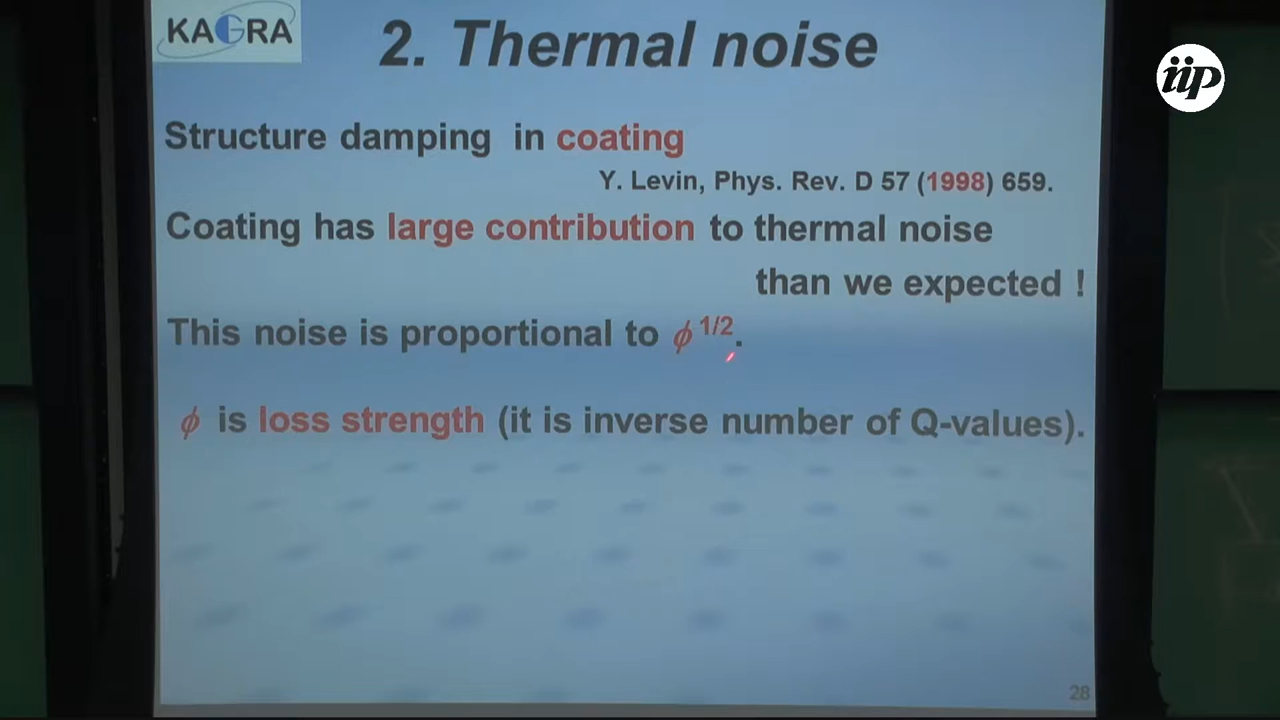 KAGRA
2. Thermal noise
iip
Structure damping in coating
Y. Levin, Phys. Rev. D 57 (1998) 659.
Coating has large contribution to thermal noise
than we expected !
This noise is proportional to ϕ 1/2.
ϕ is loss strength (it is inverse number of Q-values).
28